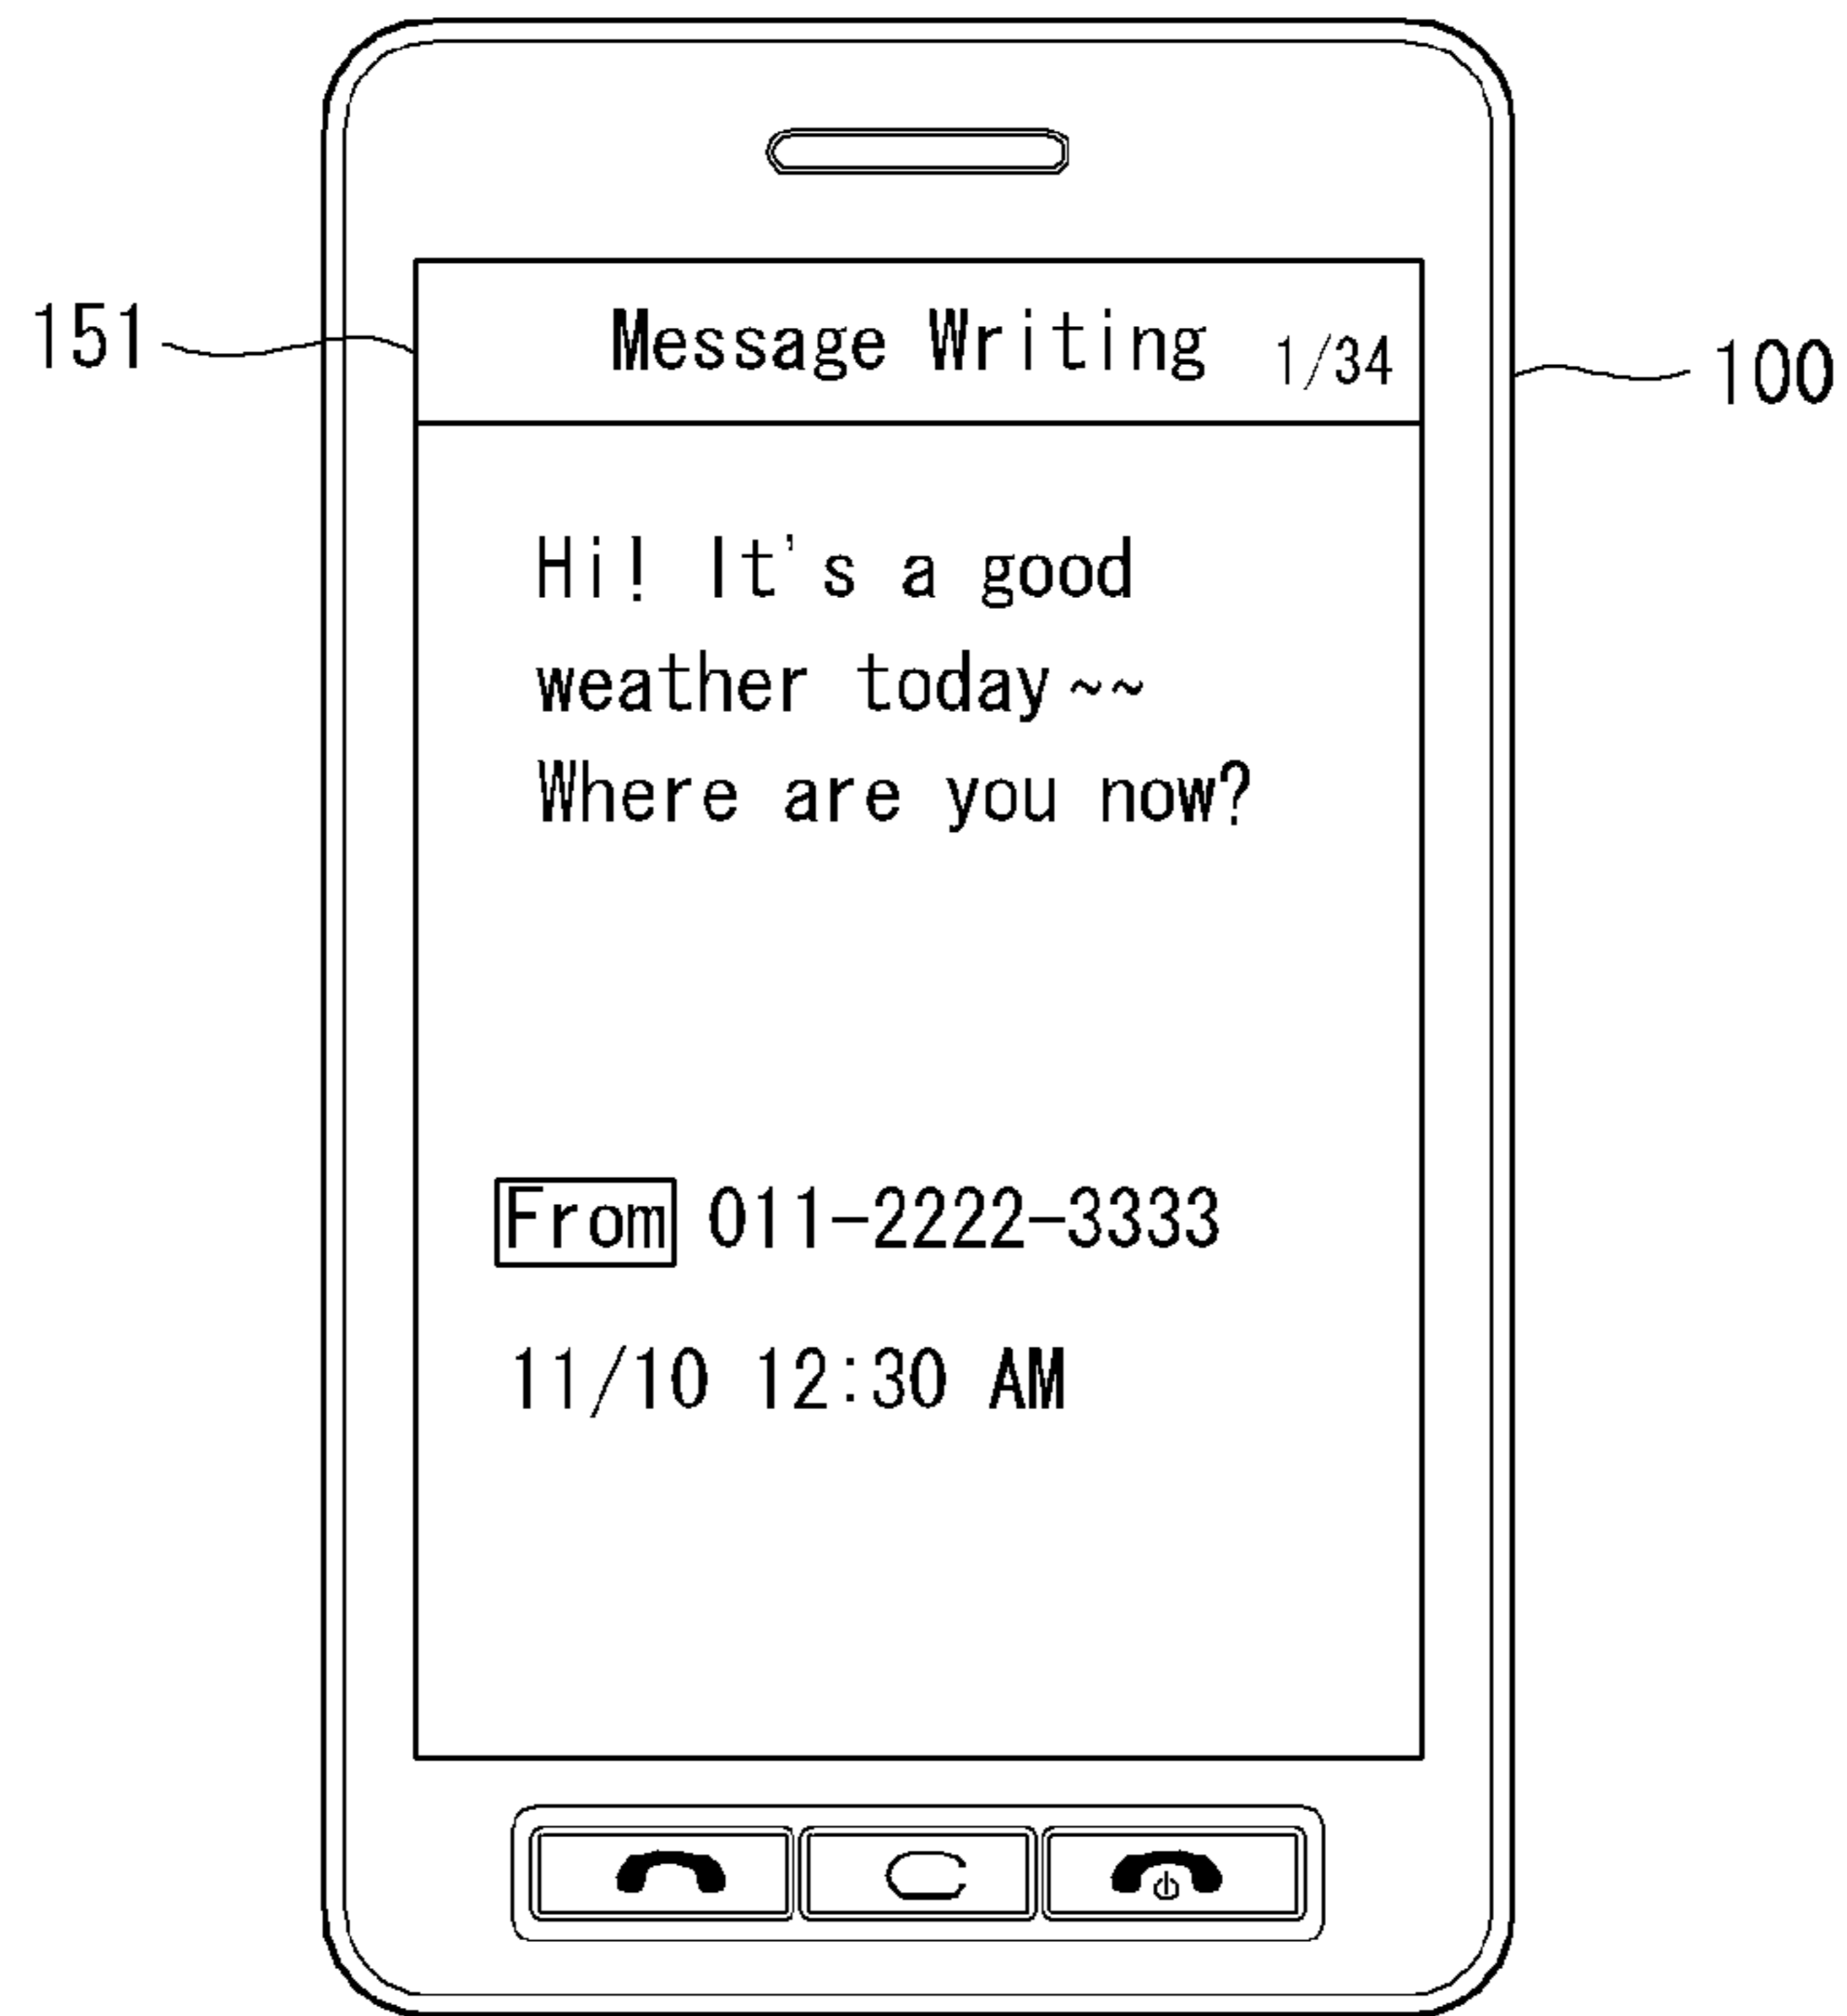 151
Message Writing 1/34
100
Hi! It's a good
weather today~~
Where are you now?
From 011-2222-3333
11/10 12:30 AM